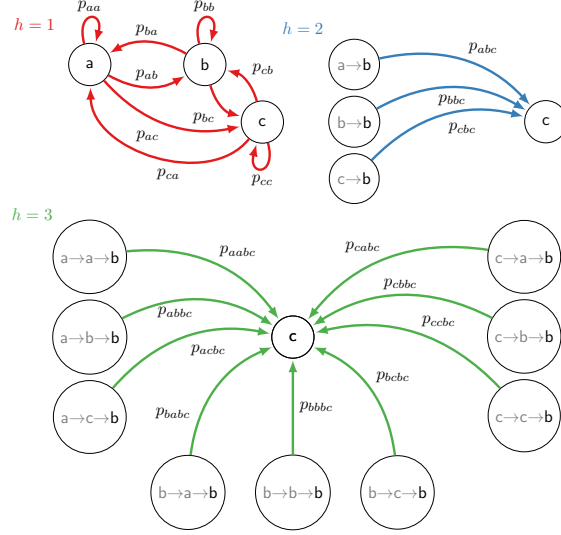 h = 1
p_aa
p_ba
p_bb
a
b
p_ab
p_cb
p_bc
c
p_ac
p_ca
p_cc
h = 2
a→b
p_abc
b→b
p_bbc
c
p_cbc
c→b
h = 3
a→a→b
p_aabc
p_cabc
c→a→b
p_abbc
p_cbbc
a→b→b
p_acbc
c
p_ccbc
c→b→b
a→c→b
p_babc
p_bbbc
p_bcbc
c→c→b
b→a→b
b→b→b
b→c→b